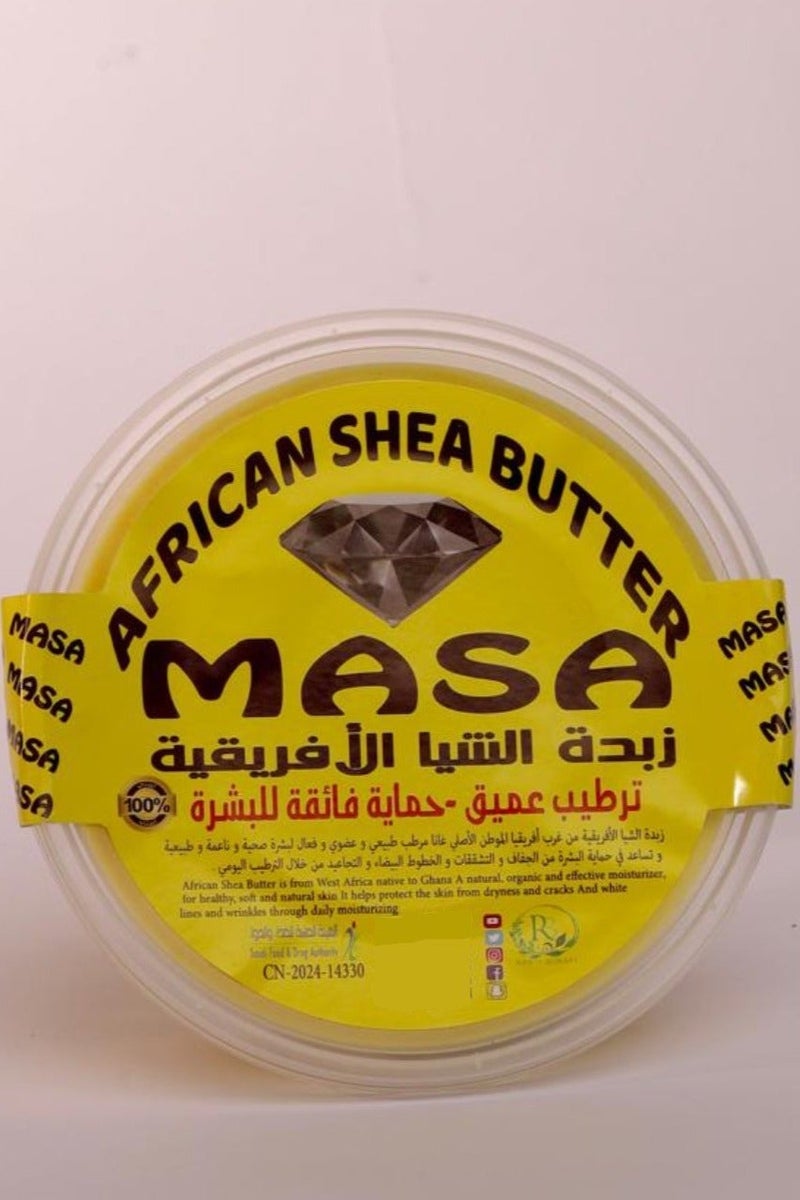 AFRICAN SHEA BUTTER
MASA
زبدة الشيا الأفريقية
ترطيب عميق -حماية فائقة للبشرة
100%
زبدة الشيا الأفريقية من غرب أفريقيا الموطن الأصلي غانا مرطب طبيعي و عضوي و فعال لبشرة صحية و ناعمة و طبيعية
و تساعد في حماية البشرة من الجفاف و التشققات و الخطوط البيضاء و التجاعيد من خلال الترطيب اليومي
African Shea Butter is from West Africa native to Ghana A natural, organic and effective moisturizer,
for healthy, soft and natural skin It helps protect the skin from dryness and cracks And white
lines and wrinkles through daily moisturizing
Saudi Food & Drug Authority
CN-2024-14330
R
MASA
MASA
MASA
MASA
MASA
MASA